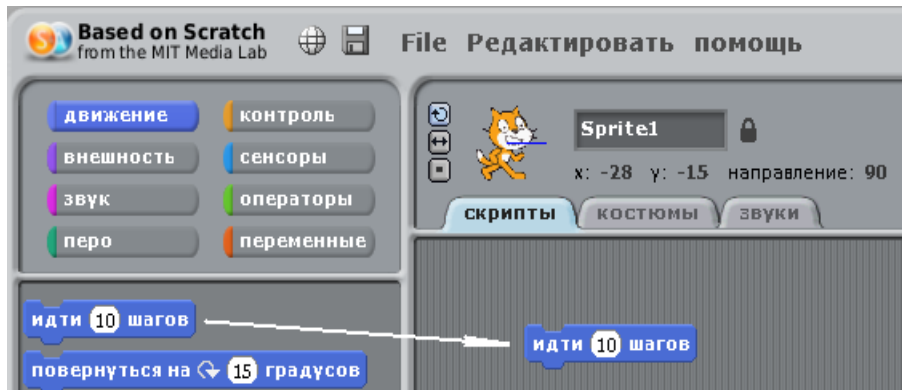 Based on Scratch
from the MIT Media Lab
File Редактировать помощь
движение
контроль
внешность
сенсоры
звук
операторы
перо
переменные
Sprite1
x: -28 y: -15 направление: 90
скрипты костюмы звуки
идти 10 шагов
повернуться на 15 градусов
идти 10 шагов